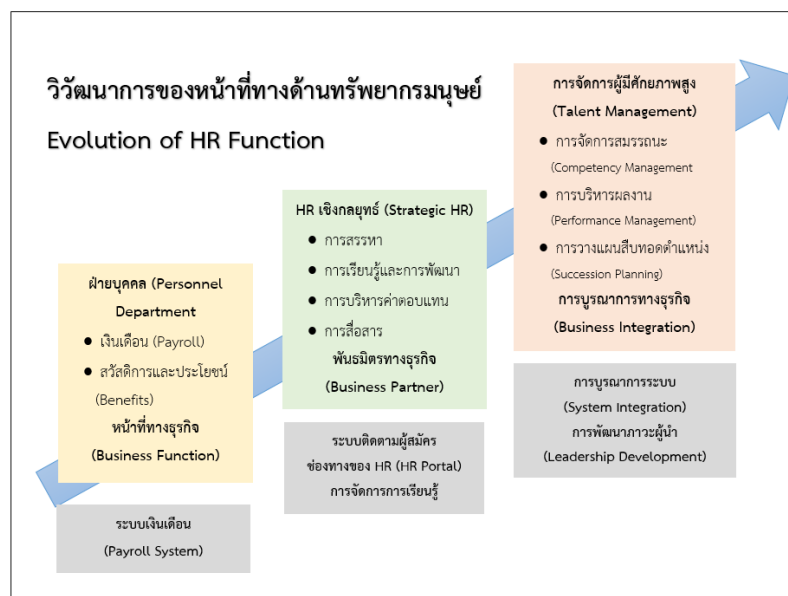 วิวัฒนาการของหน้าที่ทางด้านทรัพยากรมนุษย์
Evolution of HR Function
ฝ่ายบุคคล (Personnel
Department
● เงินเดือน (Payroll)
● สวัสดิการและประโยชน์
(Benefits)
หน้าที่ทางธุรกิจ
(Business Function)
ระบบเงินเดือน
(Payroll System)
HR เชิงกลยุทธ์ (Strategic HR)
● การสรรหา
● การเรียนรู้และการพัฒนา
● การบริหารค่าตอบแทน
● การสื่อสาร
พันธมิตรทางธุรกิจ
(Business Partner)
ระบบติดตามผู้สมัคร
ช่องทางของ HR (HR Portal)
การจัดการการเรียนรู้
การจัดการผู้มีศักยภาพสูง
(Talent Management)
● การจัดการสมรรถนะ
(Competency Management
● การบริหารผลงาน
(Performance Management)
● การวางแผนสืบทอดตำแหน่ง
(Succession Planning)
การบูรณาการทางธุรกิจ
(Business Integration)
การบูรณาการระบบ
(System Integration)
การพัฒนาภาวะผู้นำ
(Leadership Development)